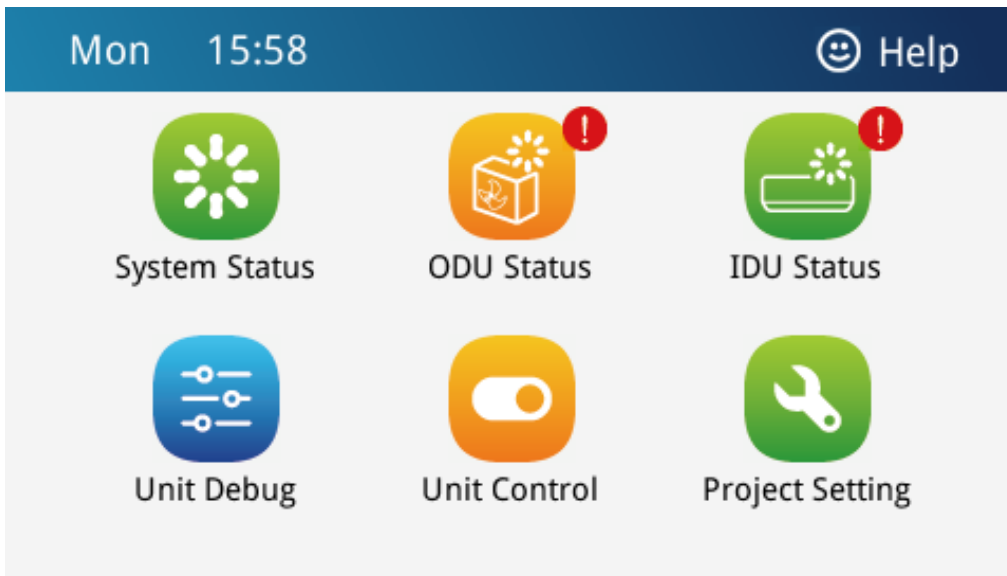 Mon 15:58 Help
System Status ODU Status IDU Status
Unit Debug Unit Control Project Setting